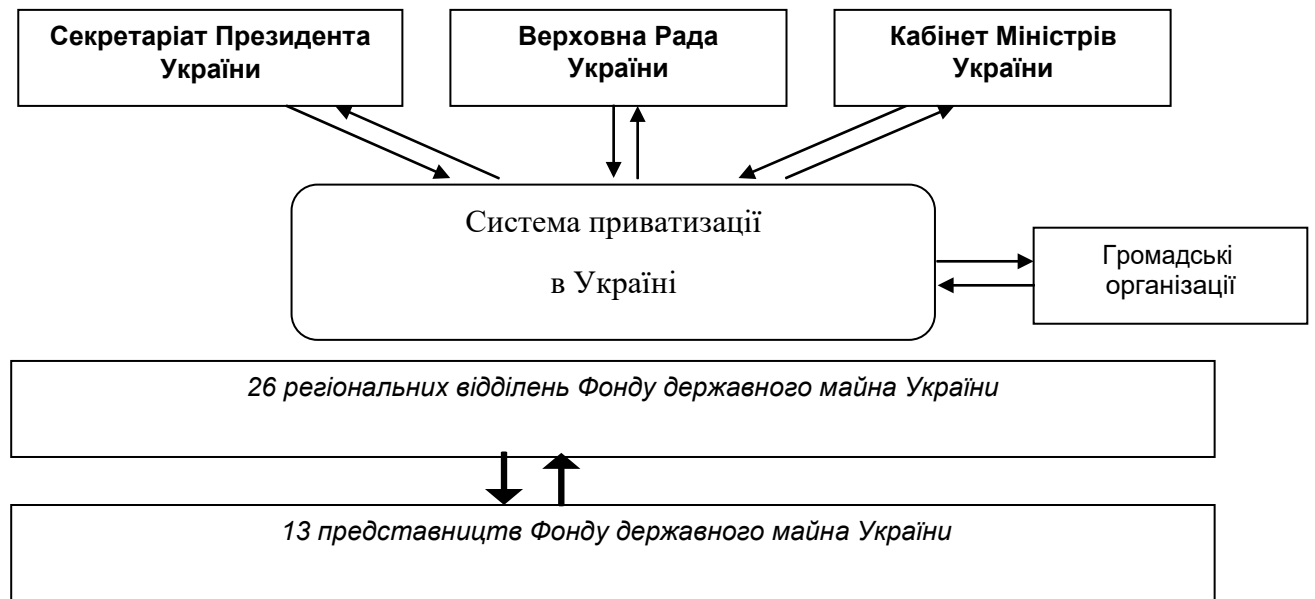 Секретаріат Президента
України
Верховна Рада
України
Кабінет Міністрів
України
Система приватизації
в Україні
Громадські
організації
26 регіональних відділень Фонду державного майна України
13 представництв Фонду державного майна України